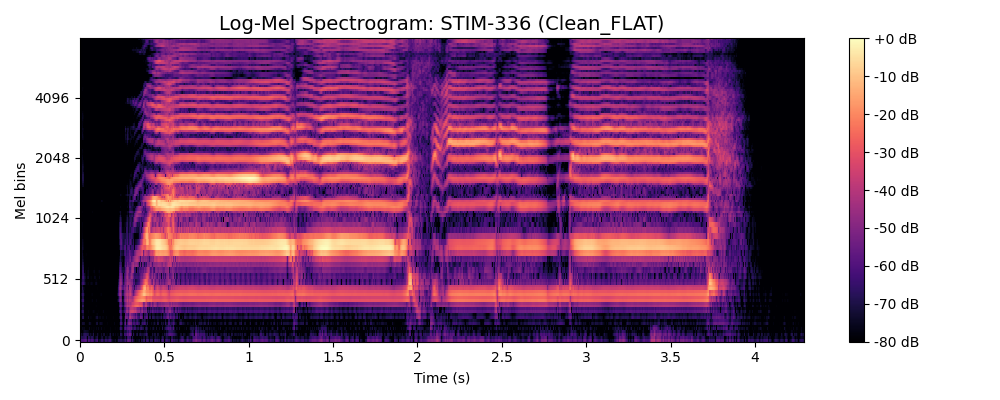 Log-Mel Spectrogram: STIM-336 (Clean_FLAT)
Mel bins
4096
2048
1024
512
0
0 0.5 1 1.5 2 2.5 3 3.5 4
Time (s)
+0 dB
-10 dB
-20 dB
-30 dB
-40 dB
-50 dB
-60 dB
-70 dB
-80 dB